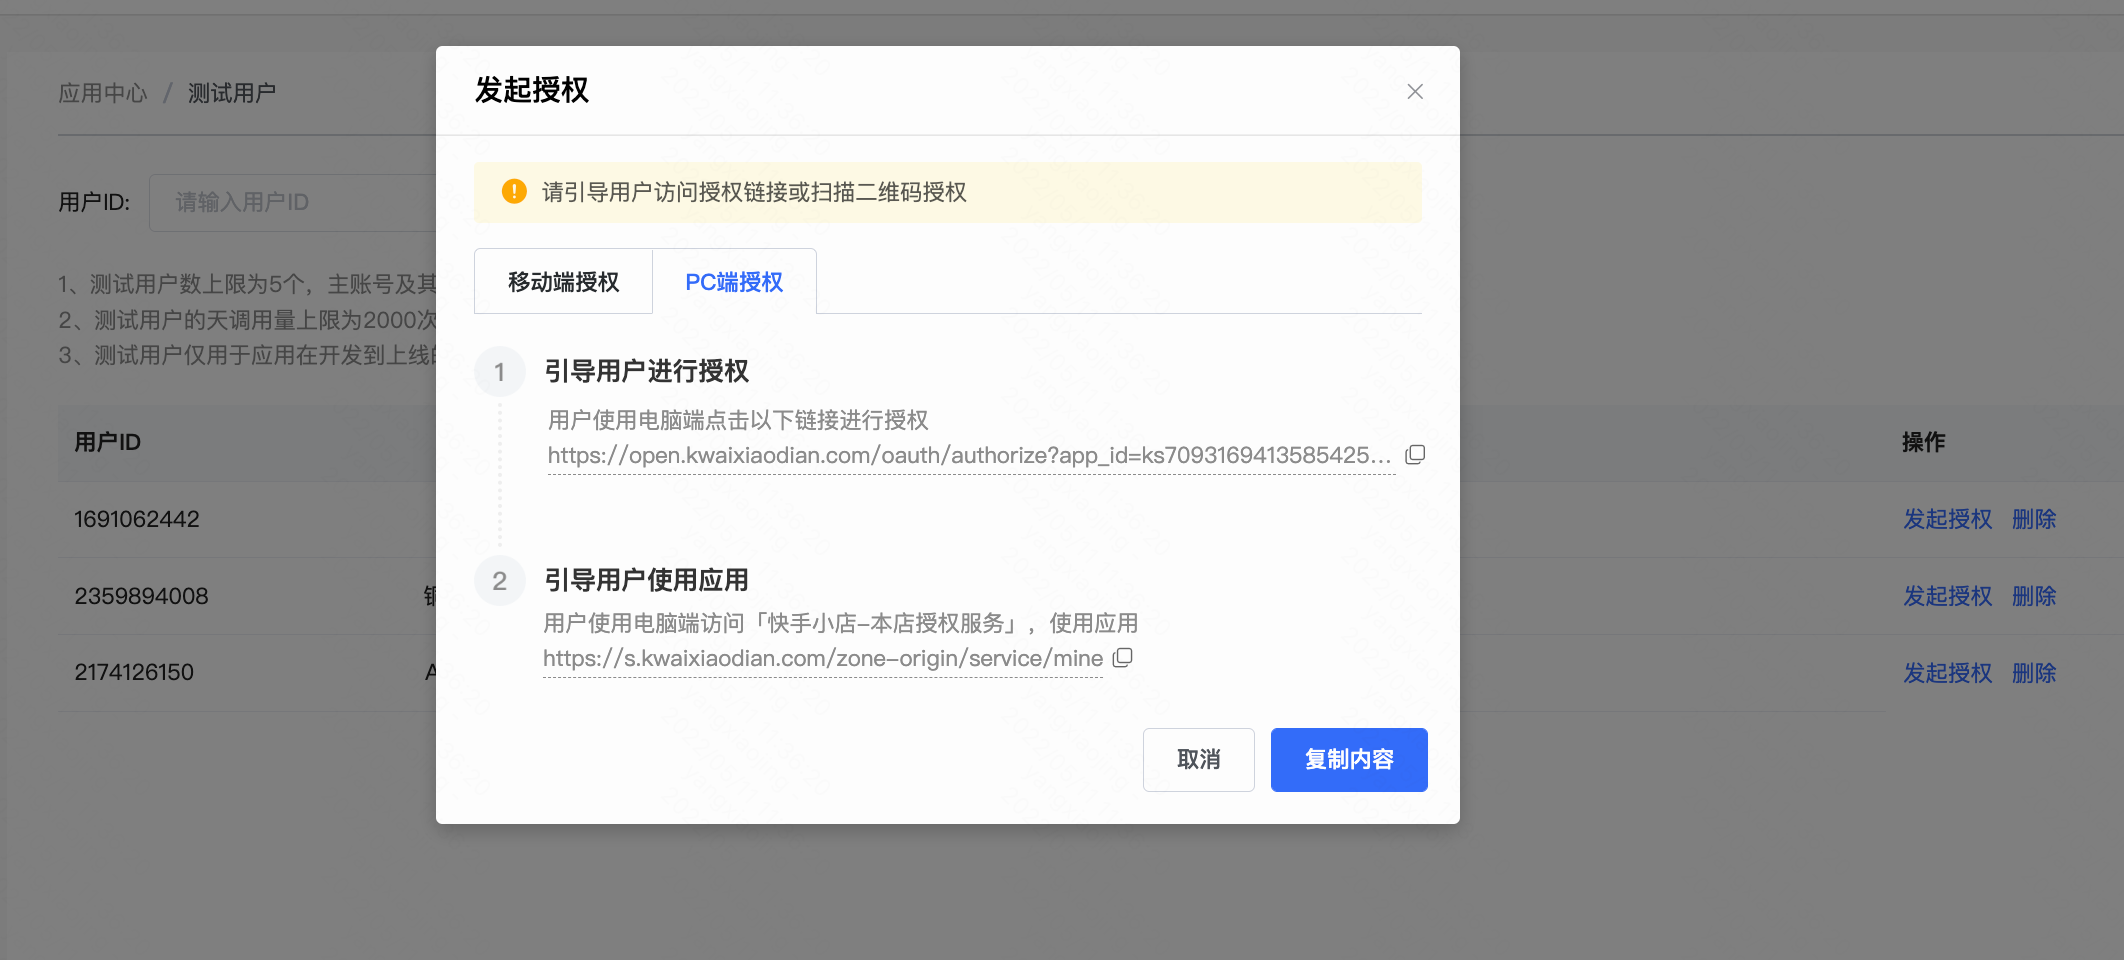 应用中心 / 测试用户
用户ID:
请输入用户ID
1、测试用户数上限为5个，主账号及其
2、测试用户的天调用量上限为2000次
3、测试用户仅用于应用在开发到上线
用户ID
操作
1691062442
发起授权 删除
2359894008
发起授权 删除
2174126150
A
发起授权 删除
发起授权
请引导用户访问授权链接或扫描二维码授权
移动端授权
PC端授权
1
引导用户进行授权
用户使用电脑端点击以下链接进行授权
https://open.kwaixiaodian.com/oauth/authorize?app_id=ks7093169413585425...
2
引导用户使用应用
用户使用电脑端访问「快手小店-本店授权服务」，使用应用
https://s.kwaixiaodian.com/zone-origin/service/mine
取消
复制内容